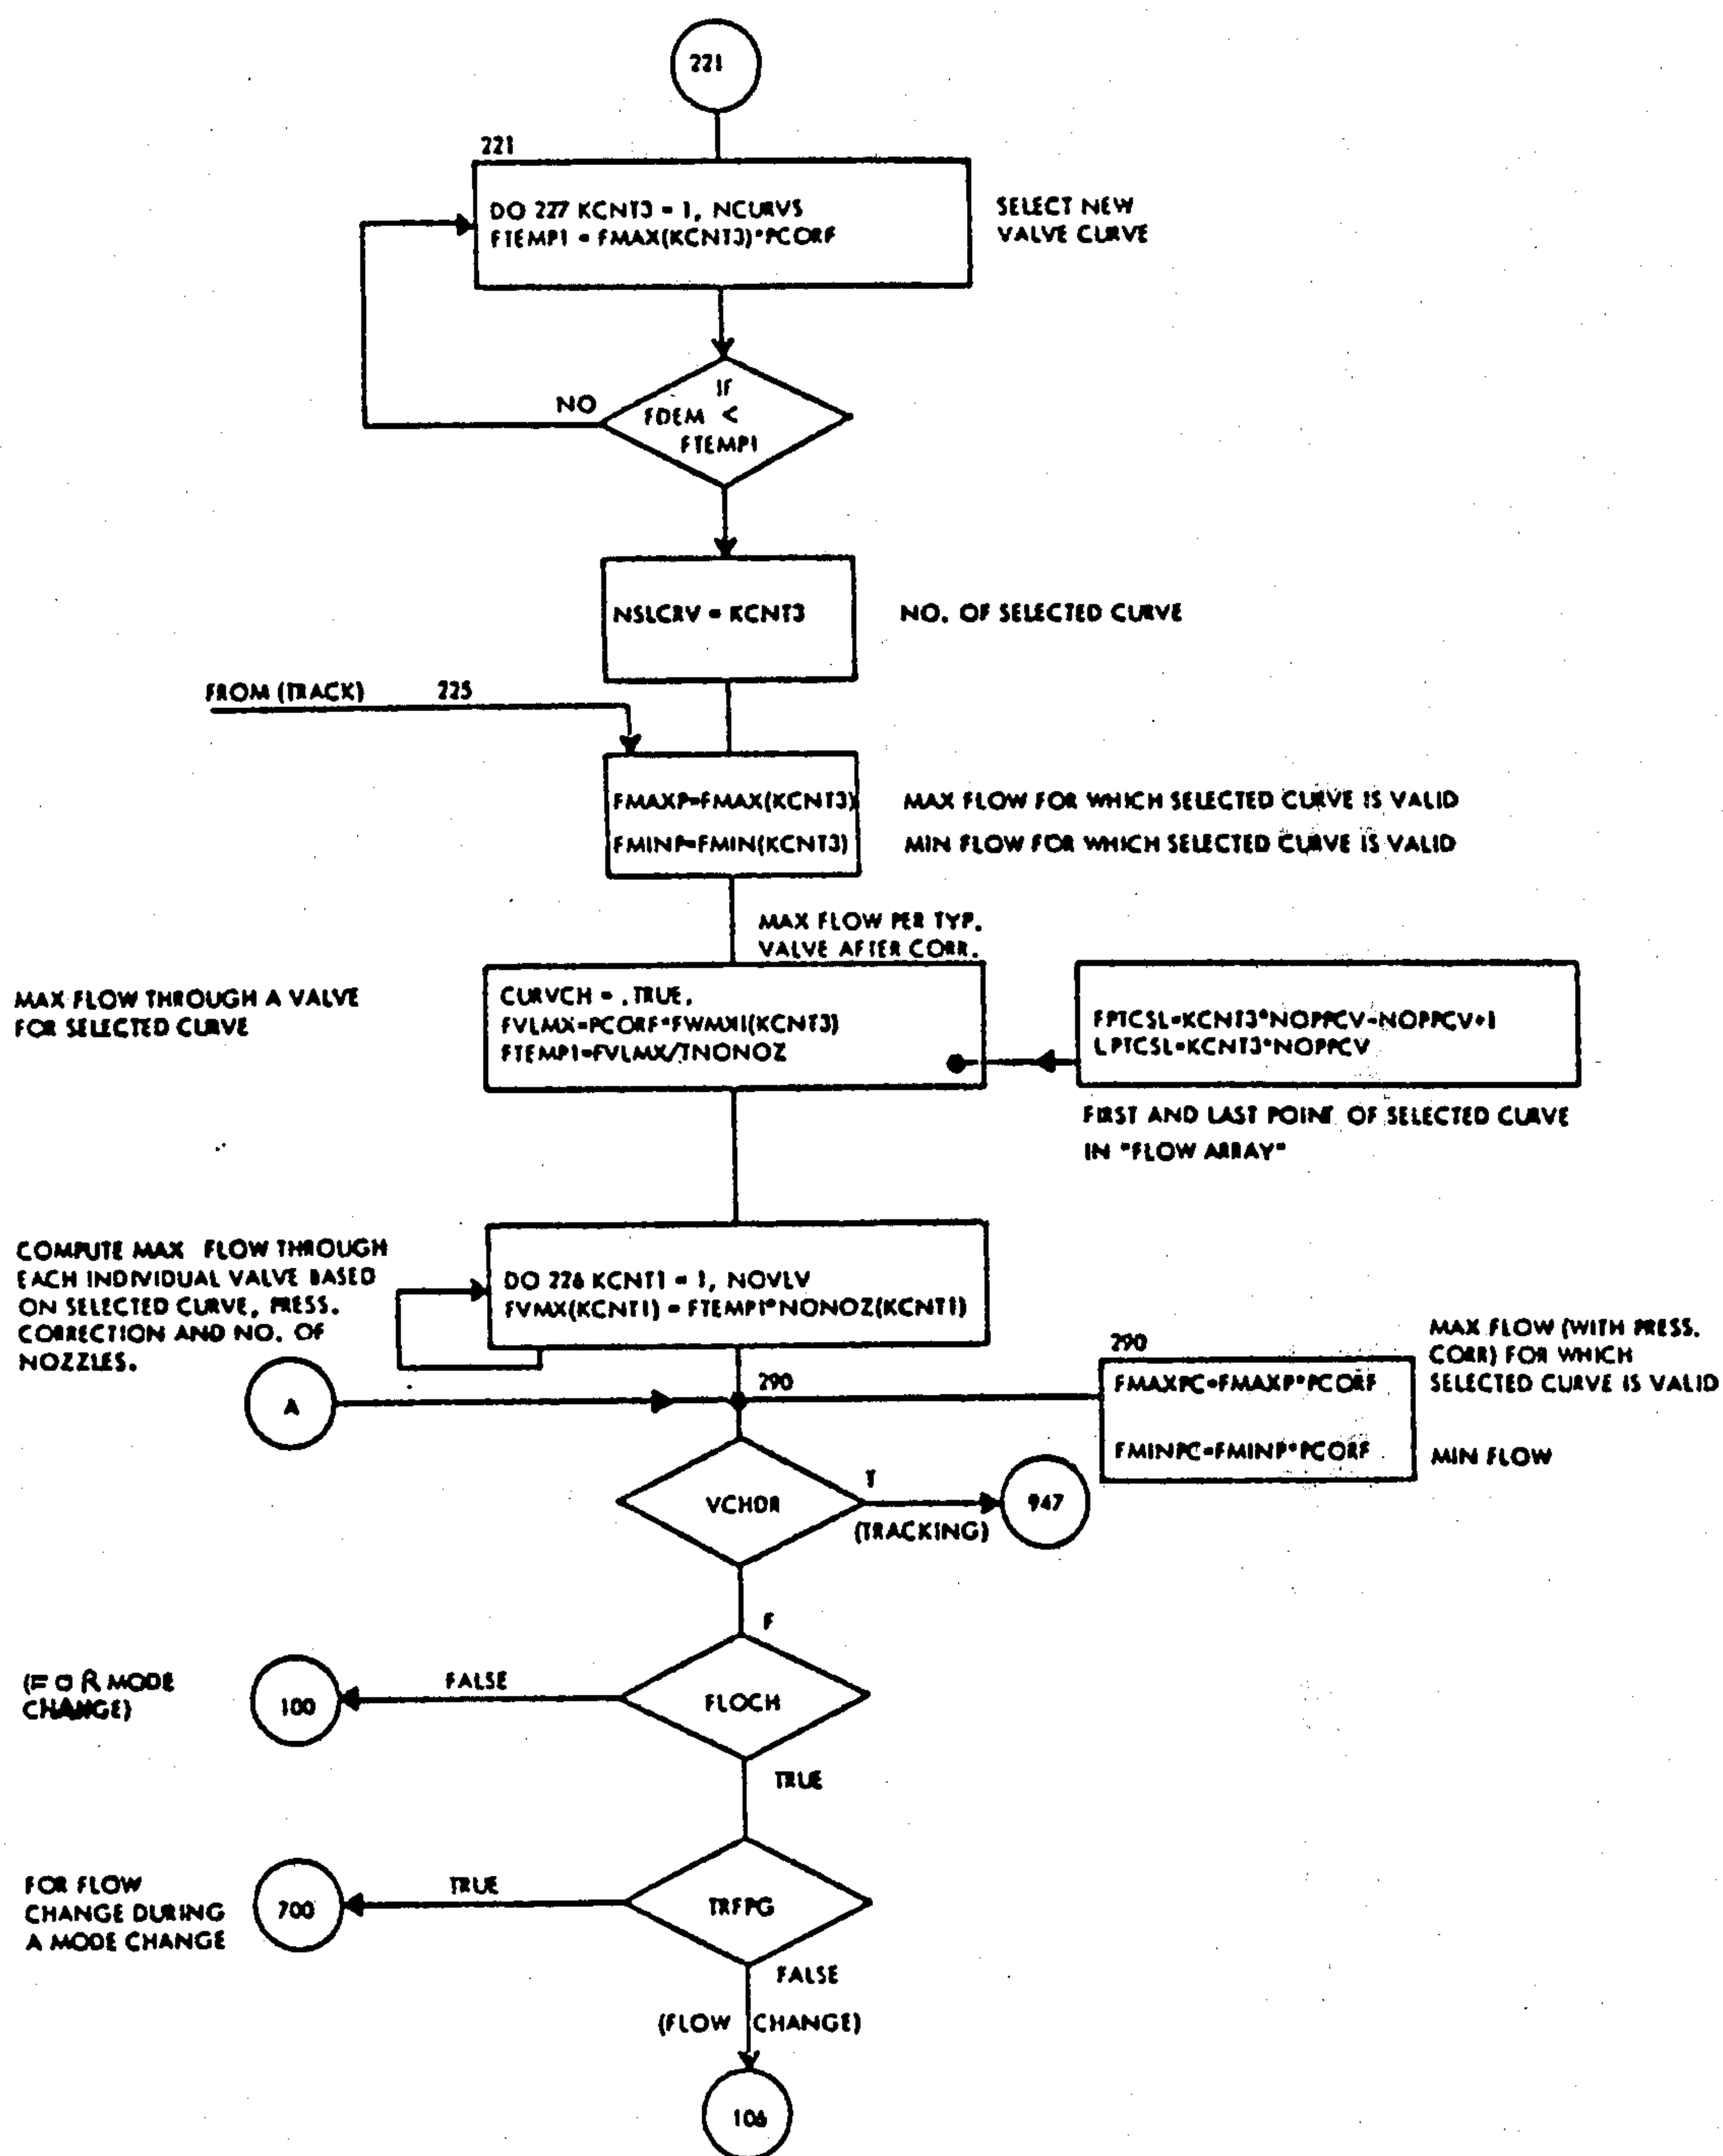 221
221
DO 227 KCNT3 = 1, NCURVS
FTEMP1 = FMAX(KCNT3)*PCORF
SELECT NEW
VALVE CURVE
IF
FDEM <
FTEMP1
NO
NSLCRV = KCNT3
NO. OF SELECTED CURVE
FROM (TRACK)
225
FMAXP=FMAX(KCNT3)
FMINP=FMIN(KCNT3)
MAX FLOW FOR WHICH SELECTED CURVE IS VALID
MIN FLOW FOR WHICH SELECTED CURVE IS VALID
MAX FLOW PER TYP.
VALVE AFTER CORR.
MAX FLOW THROUGH A VALVE
FOR SELECTED CURVE
CURVCH = .TRUE.
FVLMX=PCORF*FWMX11(KCNT3)
FTEMP1=FVLMX/TNONOZ
FPTCSL=KCNT3*NOPPCV-NOPPCV+1
LPTCSL=KCNT3*NOPPCV
FIRST AND LAST POINT OF SELECTED CURVE
IN "FLOW ARRAY"
COMPUTE MAX FLOW THROUGH
EACH INDIVIDUAL VALVE BASED
ON SELECTED CURVE, PRESS.
CORRECTION AND NO. OF
NOZZLES.
DO 226 KCNT1 = 1, NOVLV
FVMX(KCNT1) = FTEMP1*NONOZ(KCNT1)
A
290
290
FMAXPC=FMAXP*PCORF
FMINPC=FMINP*PCORF
MAX FLOW (WITH PRESS.
CORR) FOR WHICH
SELECTED CURVE IS VALID
MIN FLOW
VCHDR
T
(TRACKING)
947
F
(F O R MODE
CHANGE)
100
FALSE
FLOCH
TRUE
FOR FLOW
CHANGE DURING
A MODE CHANGE
700
TRUE
TRFPG
FALSE
(FLOW CHANGE)
106